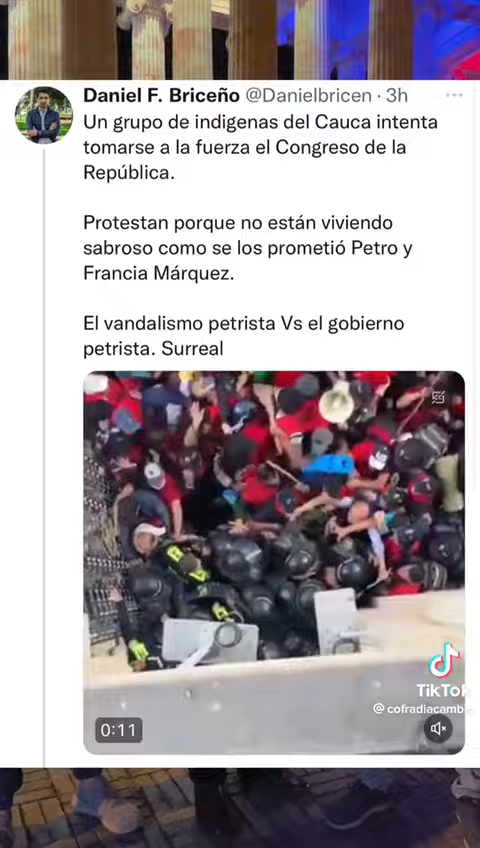 Daniel F. Briceño @Danielbricen · 3h
Un grupo de indigenas del Cauca intenta
tomarse a la fuerza el Congreso de la
República.
Protestan porque no están viviendo
sabroso como se los prometió Petro y
Francia Márquez.
El vandalismo petrista Vs el gobierno
petrista. Surreal
TikTok
@cofradiacamb
0:11